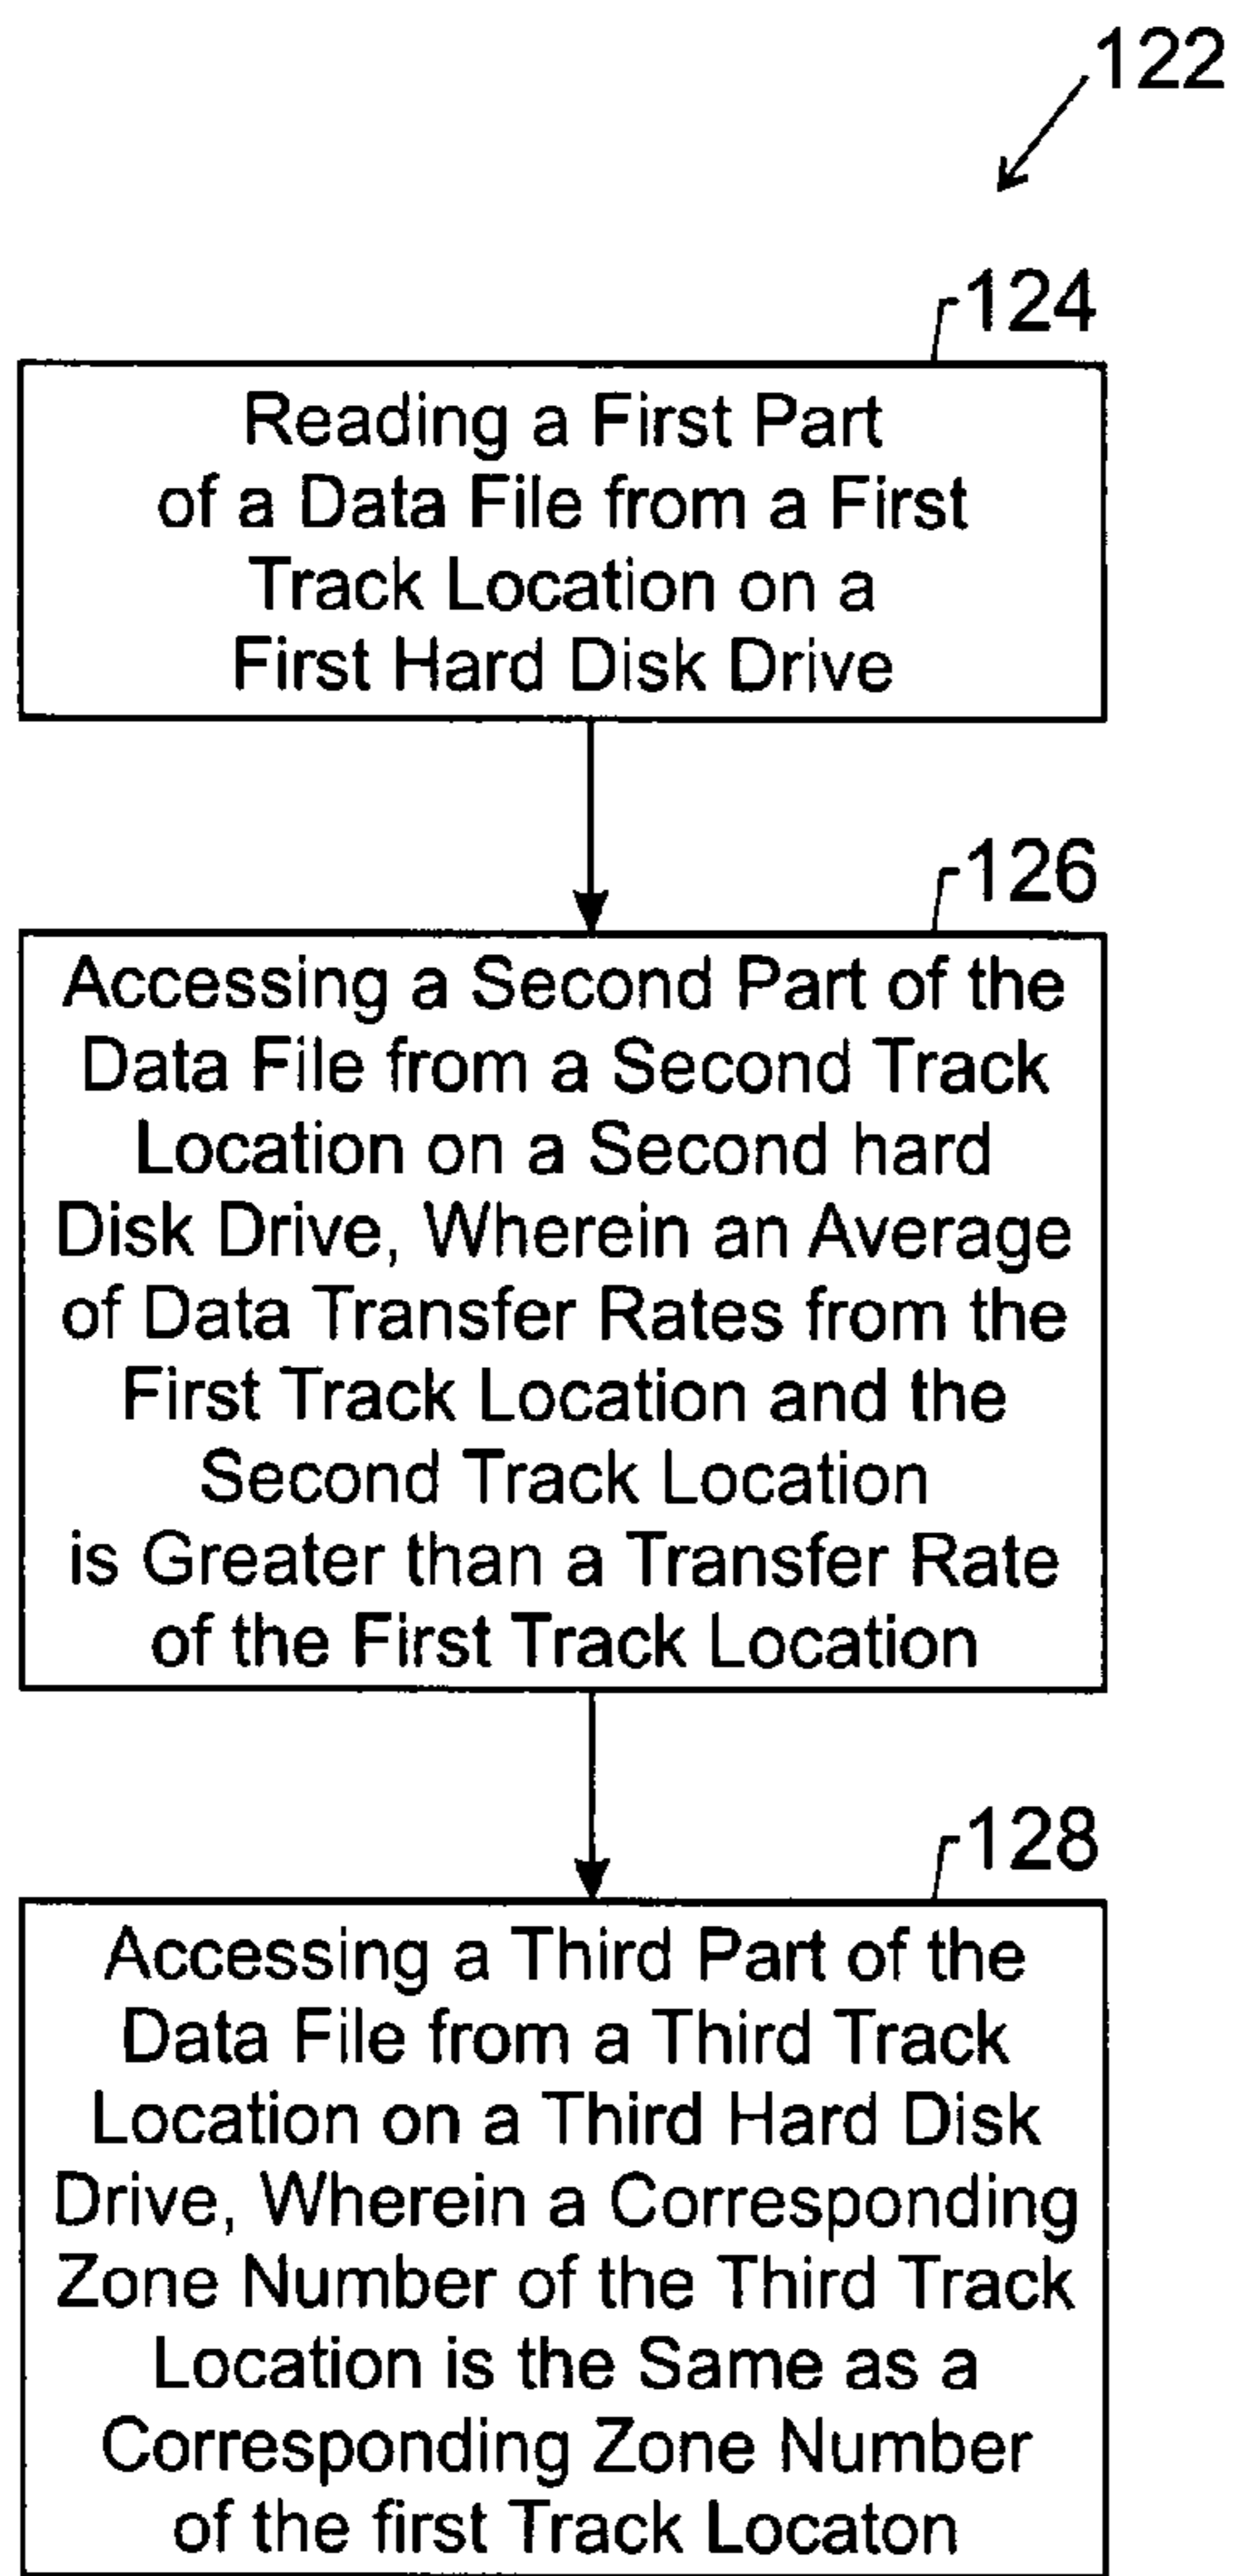 122
124
Reading a First Part
of a Data File from a First
Track Location on a
First Hard Disk Drive
126
Accessing a Second Part of the
Data File from a Second Track
Location on a Second hard
Disk Drive, Wherein an Average
of Data Transfer Rates from the
First Track Location and the
Second Track Location
is Greater than a Transfer Rate
of the First Track Location
128
Accessing a Third Part of the
Data File from a Third Track
Location on a Third Hard Disk
Drive, Wherein a Corresponding
Zone Number of the Third Track
Location is the Same as a
Corresponding Zone Number
of the first Track Locaton